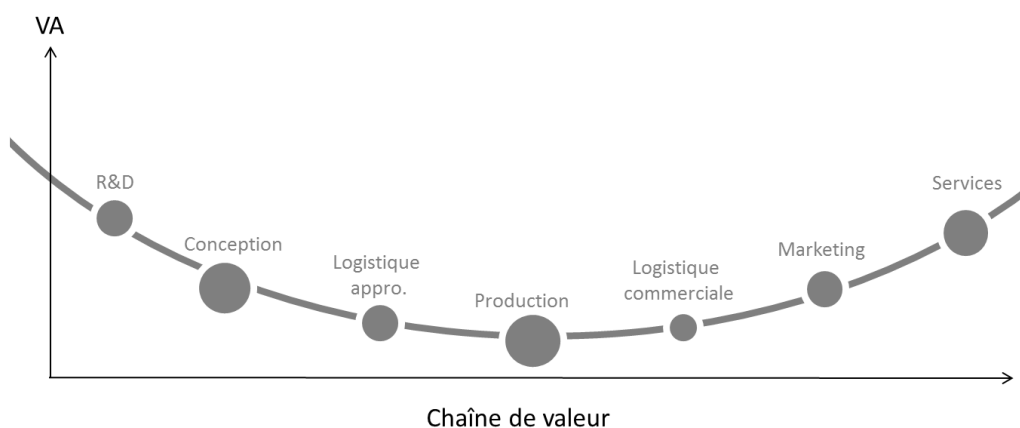 VA
R&D
Conception
Logistique
appro.
Production
Logistique
commerciale
Marketing
Services
Chaîne de valeur